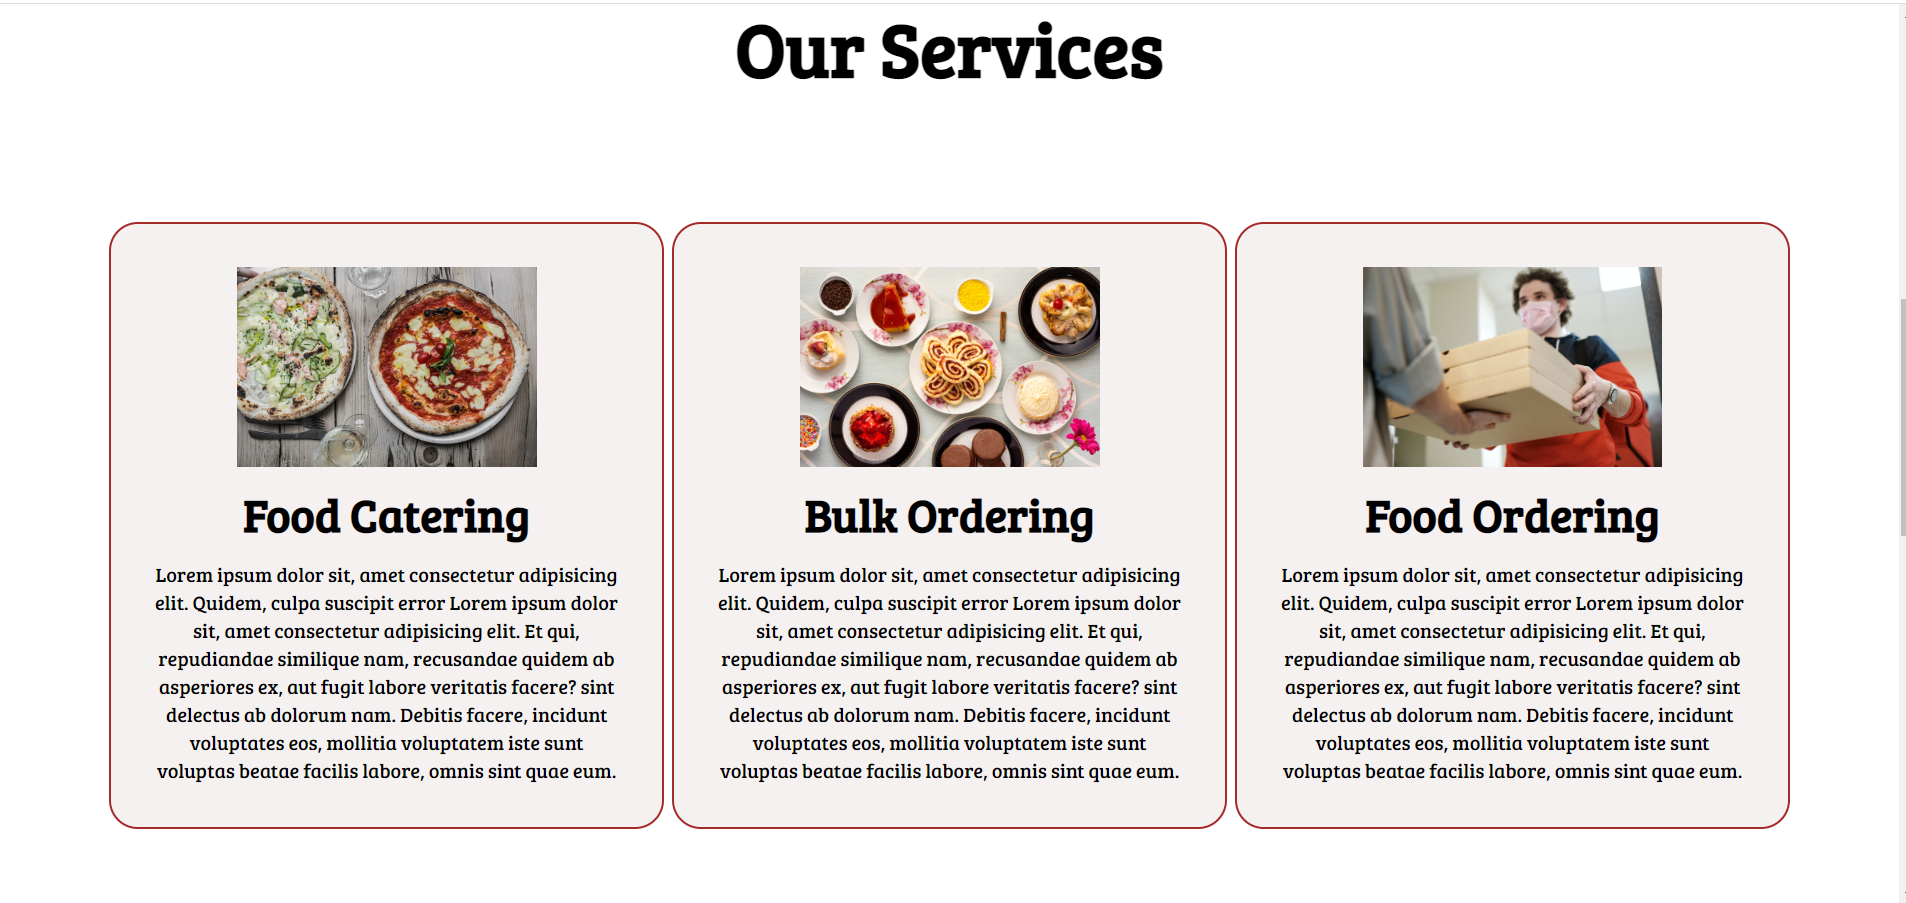 Our Services
Food Catering
Lorem ipsum dolor sit, amet consectetur adipisicing
elit. Quidem, culpa suscipit error Lorem ipsum dolor
sit, amet consectetur adipisicing elit. Et qui,
repudiandae similique nam, recusandae quidem ab
asperiores ex, aut fugit labore veritatis facere? sint
delectus ab dolorum nam. Debitis facere, incidunt
voluptates eos, mollitia voluptatem iste sunt
voluptas beatae facilis labore, omnis sint quae eum.
Bulk Ordering
Lorem ipsum dolor sit, amet consectetur adipisicing
elit. Quidem, culpa suscipit error Lorem ipsum dolor
sit, amet consectetur adipisicing elit. Et qui,
repudiandae similique nam, recusandae quidem ab
asperiores ex, aut fugit labore veritatis facere? sint
delectus ab dolorum nam. Debitis facere, incidunt
voluptates eos, mollitia voluptatem iste sunt
voluptas beatae facilis labore, omnis sint quae eum.
Food Ordering
Lorem ipsum dolor sit, amet consectetur adipisicing
elit. Quidem, culpa suscipit error Lorem ipsum dolor
sit, amet consectetur adipisicing elit. Et qui,
repudiandae similique nam, recusandae quidem ab
asperiores ex, aut fugit labore veritatis facere? sint
delectus ab dolorum nam. Debitis facere, incidunt
voluptates eos, mollitia voluptatem iste sunt
voluptas beatae facilis labore, omnis sint quae eum.